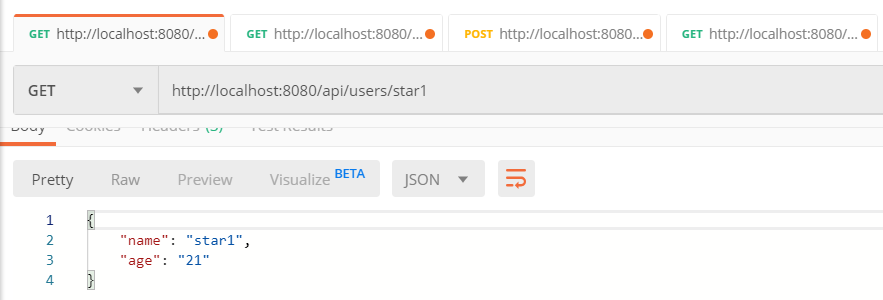 GET http://localhost:8080/... GET http://localhost:8080/... POST http://localhost:8080... GET http://localhost:8080/...
GET http://localhost:8080/api/users/star1
Body Cookies Headers (3) Test Results
Pretty Raw Preview Visualize BETA JSON
1 {
2 "name": "star1",
3 "age": "21"
4 }